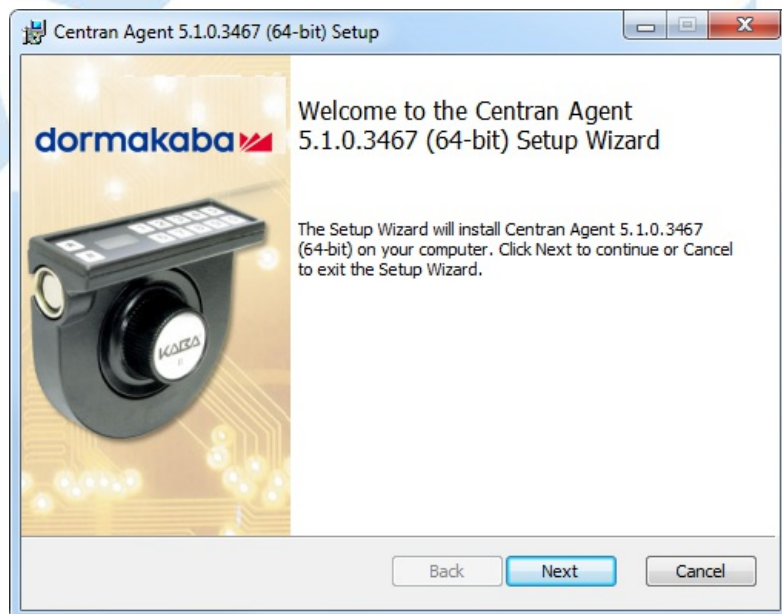 Centran Agent 5.1.0.3467 (64-bit) Setup
dormakaba
Welcome to the Centran Agent
5.1.0.3467 (64-bit) Setup Wizard
The Setup Wizard will install Centran Agent 5.1.0.3467
(64-bit) on your computer. Click Next to continue or Cancel
to exit the Setup Wizard.
KABA
Back
Next
Cancel